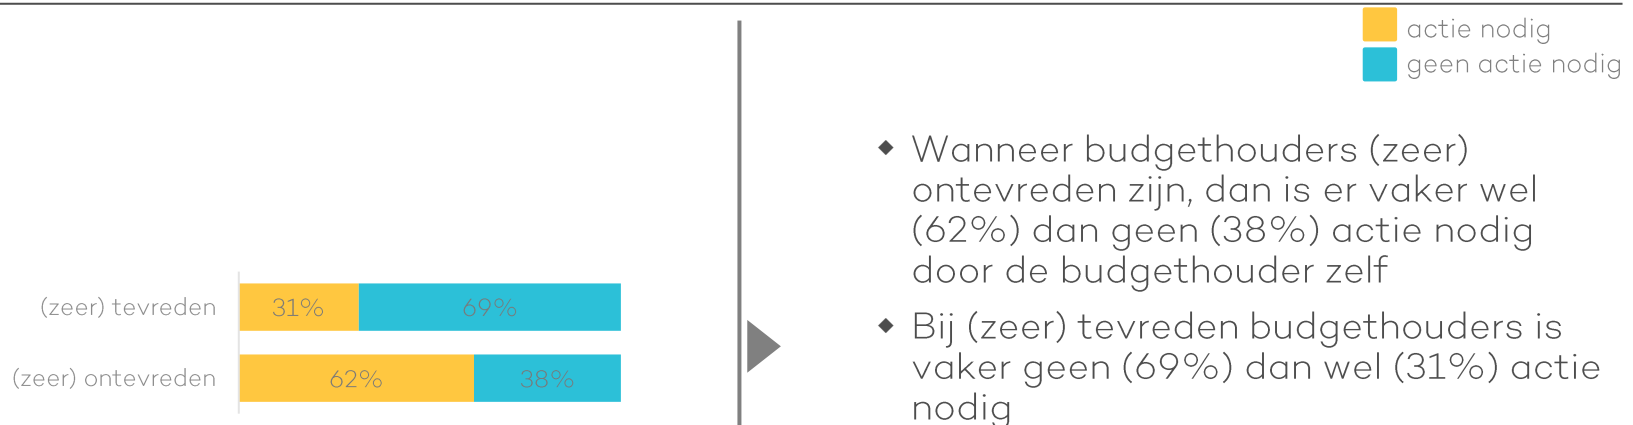 actie nodig
geen actie nodig
(zeer) tevreden
31%
69%
(zeer) ontevreden
62%
38%
◆ Wanneer budgethouders (zeer)
ontevreden zijn, dan is er vaker wel
(62%) dan geen (38%) actie nodig
door de budgethouder zelf
◆ Bij (zeer) tevreden budgethouders is
vaker geen (69%) dan wel (31%) actie
nodig